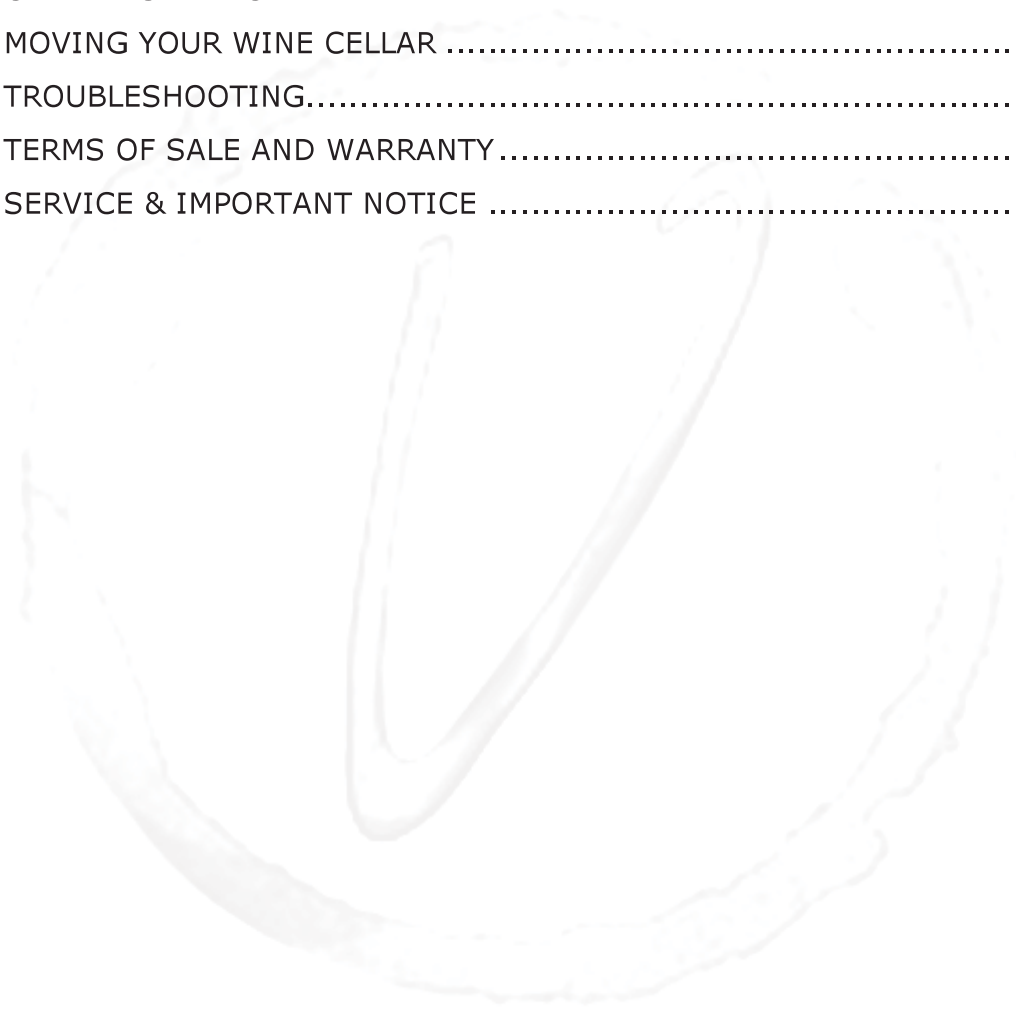 MOVING YOUR WINE CELLAR ....................................................
TROUBLESHOOTING.................................................................
TERMS OF SALE AND WARRANTY...............................................
SERVICE & IMPORTANT NOTICE ................................................